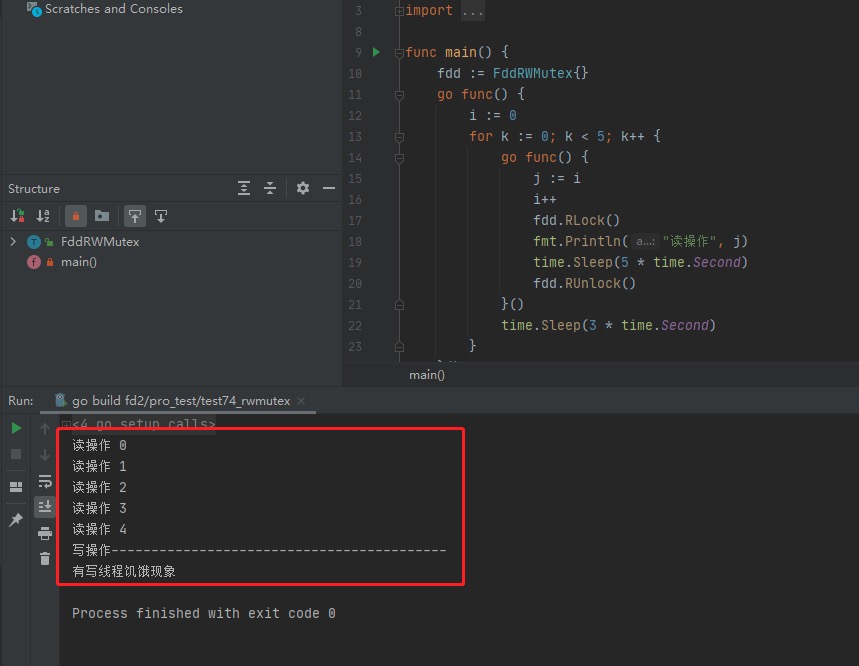 Scratches and Consoles
Structure
FddRWMutex
main()
3 import ...
8
9 func main() {
10 fdd := FddRWMutex{}
11 go func() {
12 i := 0
13 for k := 0; k < 5; k++ {
14 go func() {
15 j := i
16 i++
17 fdd.RLock()
18 fmt.Println( a...: "读操作", j)
19 time.Sleep(5 * time.Second)
20 fdd.RUnlock()
21 }()
22 time.Sleep(3 * time.Second)
23 }
main()
Run: go build fd2/pro_test/test74_rwmutex
<4 go setup calls>
读操作 0
读操作 1
读操作 2
读操作 3
读操作 4
写操作------------------------------------------
有写线程饥饿现象
Process finished with exit code 0